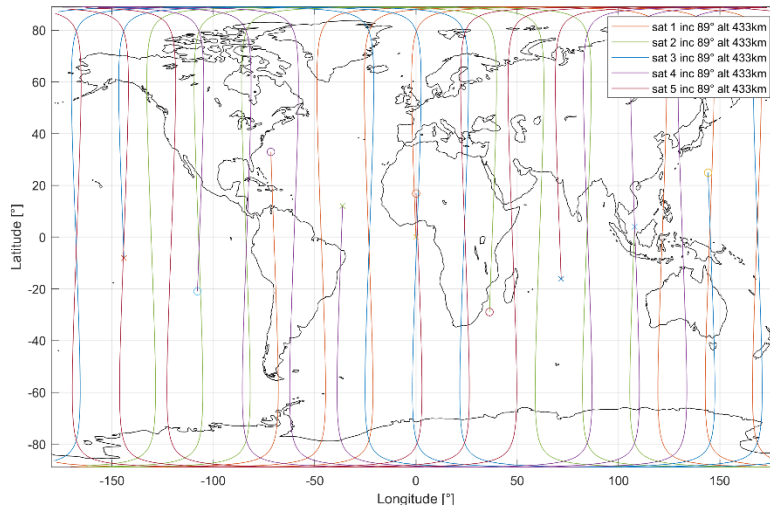 80
60
40
20
0
-20
-40
-60
-80
Latitude [°]
sat 1 inc 89° alt 433km
sat 2 inc 89° alt 433km
sat 3 inc 89° alt 433km
sat 4 inc 89° alt 433km
sat 5 inc 89° alt 433km
-150 -100 -50 0 50 100 150
Longitude [°]